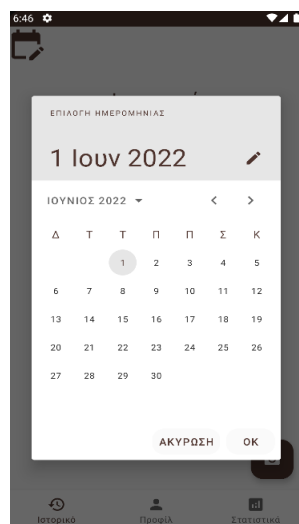 6:46
ΕΠΙΛΟΓΗ ΗΜΕΡΟΜΗΝΙΑΣ
1 Ιουν 2022
ΙΟΥΝΙΟΣ 2022
Δ Τ Τ Π Π Σ Κ
1 2 3 4 5
6 7 8 9 10 11 12
13 14 15 16 17 18 19
20 21 22 23 24 25 26
27 28 29 30
ΑΚΥΡΩΣΗ OK
Ιστορικό Προφίλ Στατιστικά